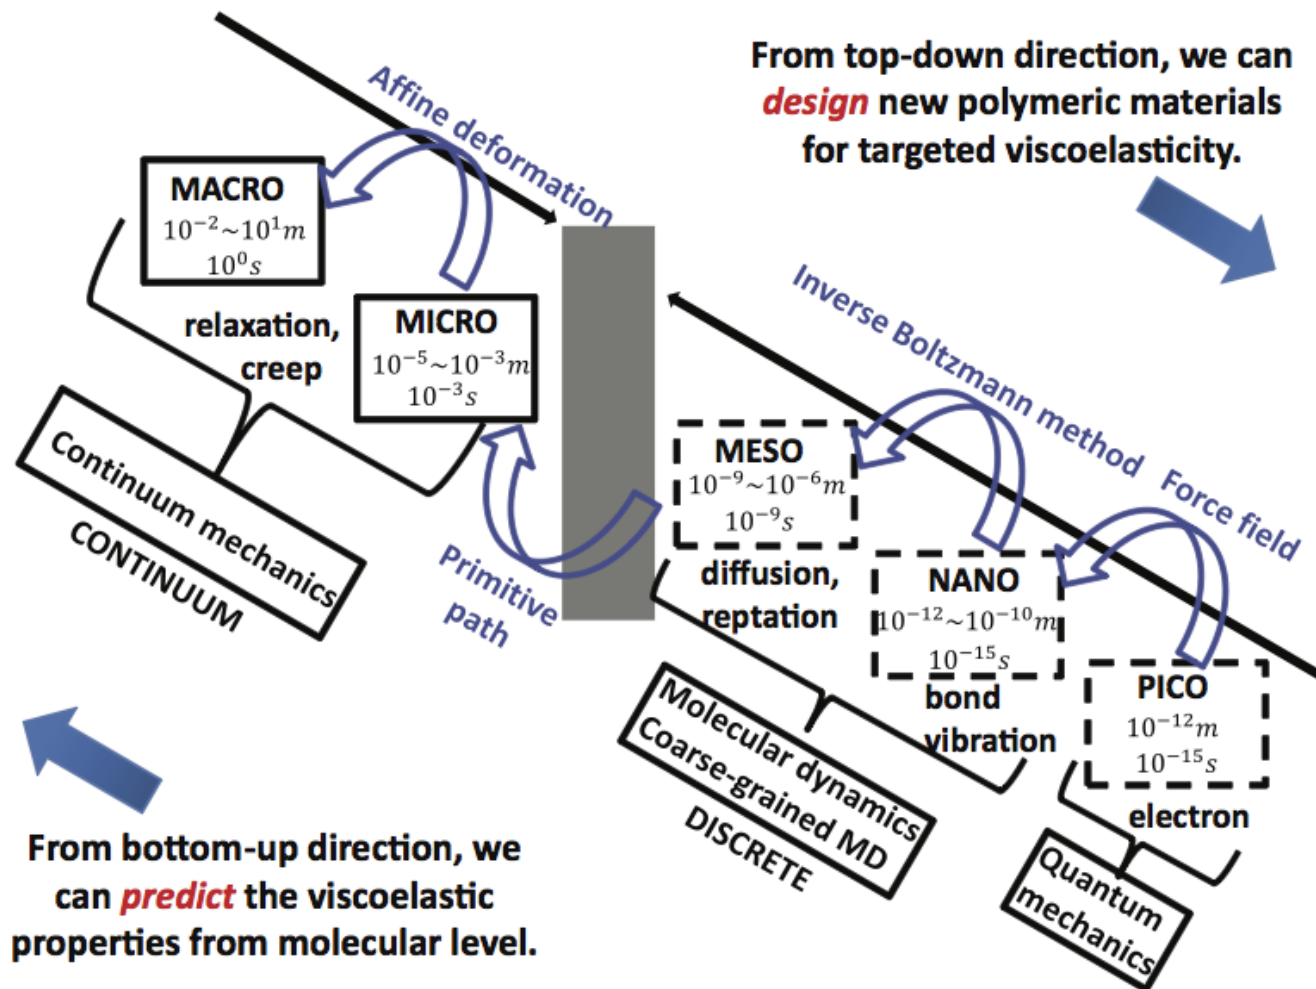 From top-down direction, we can
design new polymeric materials
for targeted viscoelasticity.
Affine deformation
MACRO
10⁻²~10¹m
10⁰s
relaxation,
creep
MICRO
10⁻⁵~10⁻³m
10⁻³s
Continuum mechanics
CONTINUUM
Primitive
path
Inverse Boltzmann method
Force field
MESO
10⁻⁹~10⁻⁶m
10⁻⁹s
diffusion,
reptation
NANO
10⁻¹²~10⁻¹⁰m
10⁻¹⁵s
bond
vibration
PICO
10⁻¹²m
10⁻¹⁵s
electron
Molecular dynamics
Coarse-grained MD
DISCRETE
Quantum
mechanics
From bottom-up direction, we
can predict the viscoelastic
properties from molecular level.